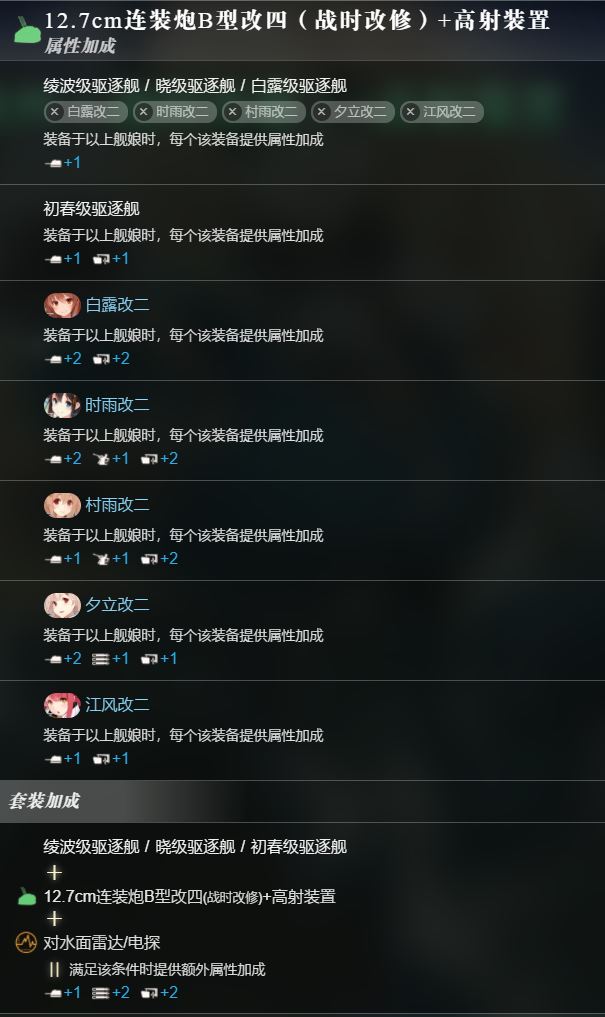 12.7cm连装炮B型改四（战时改修）+高射装置
属性加成
绫波级驱逐舰 / 晓级驱逐舰 / 白露级驱逐舰
白露改二 时雨改二 村雨改二 夕立改二 江风改二
装备于以上舰娘时，每个该装备提供属性加成
+1
初春级驱逐舰
装备于以上舰娘时，每个该装备提供属性加成
+1 +1
白露改二
装备于以上舰娘时，每个该装备提供属性加成
+2 +2
时雨改二
装备于以上舰娘时，每个该装备提供属性加成
+2 +1 +2
村雨改二
装备于以上舰娘时，每个该装备提供属性加成
+1 +1 +2
夕立改二
装备于以上舰娘时，每个该装备提供属性加成
+2 +1 +1
江风改二
装备于以上舰娘时，每个该装备提供属性加成
+1 +1
套装加成
绫波级驱逐舰 / 晓级驱逐舰 / 初春级驱逐舰
+
12.7cm连装炮B型改四(战时改修)+高射装置
+
对水面雷达/电探
满足该条件时提供额外属性加成
+1 +2 +2